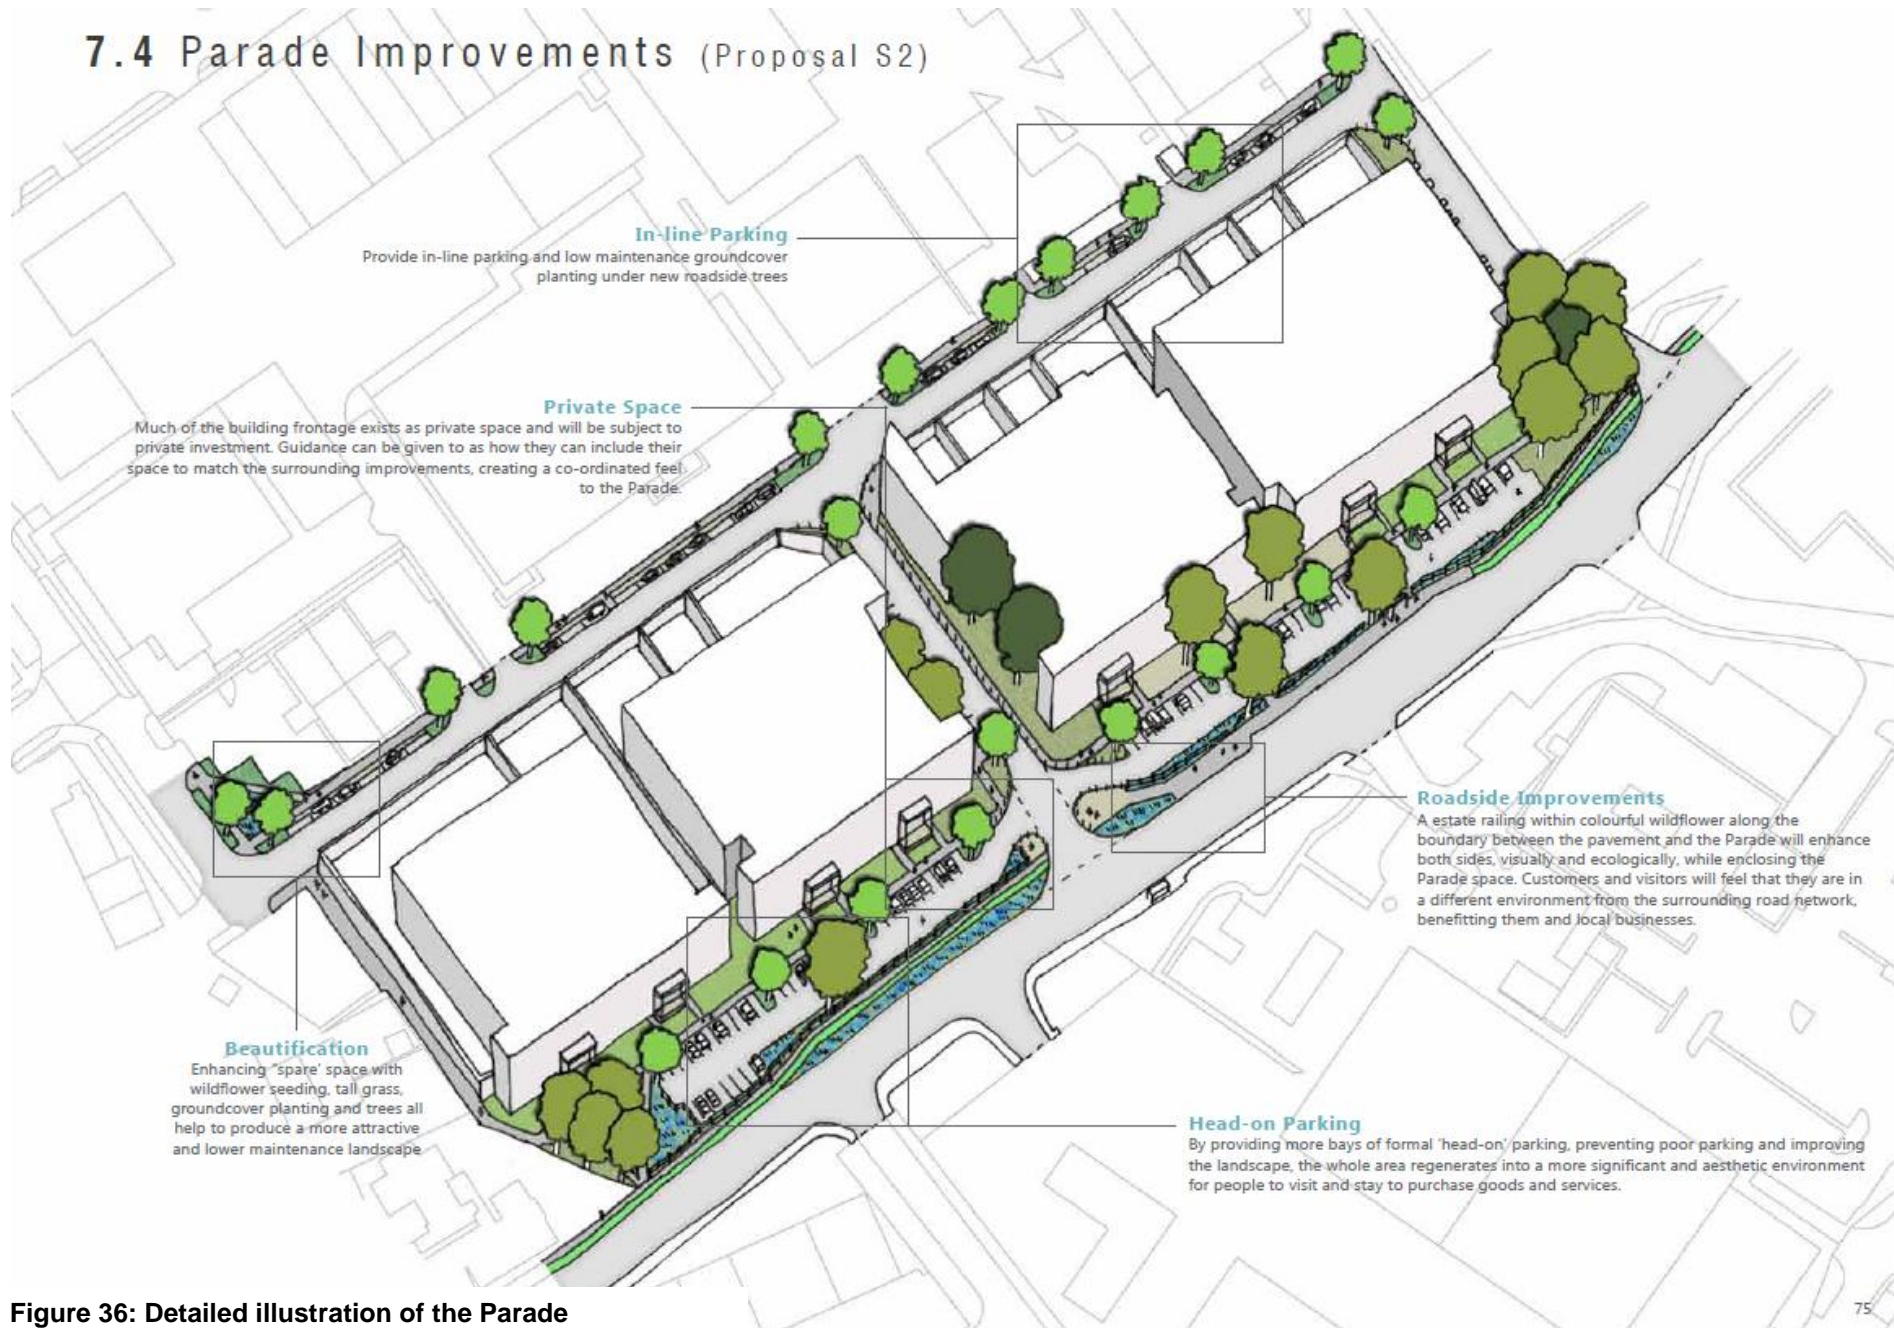 7.4 Parade Improvements (Proposal S2)
In-line Parking
Provide in-line parking and low maintenance groundcover
planting under new roadside trees
Private Space
Much of the building frontage exists as private space and will be subject to
private investment. Guidance can be given to as how they can include their
space to match the surrounding improvements, creating a co-ordinated feel
to the Parade.
Roadside Improvements
A estate railing within colourful wildflower along the
boundary between the pavement and the Parade will enhance
both sides, visually and ecologically, while enclosing the
Parade space. Customers and visitors will feel that they are in
a different environment from the surrounding road network,
benefitting them and local businesses.
Beautification
Enhancing "spare' space with
wildflower seeding, tall grass,
groundcover planting and trees all
help to produce a more attractive
and lower maintenance landscape
Head-on Parking
By providing more bays of formal 'head-on' parking, preventing poor parking and improving
the landscape, the whole area regenerates into a more significant and aesthetic environment
for people to visit and stay to purchase goods and services.
Figure 36: Detailed illustration of the Parade
75